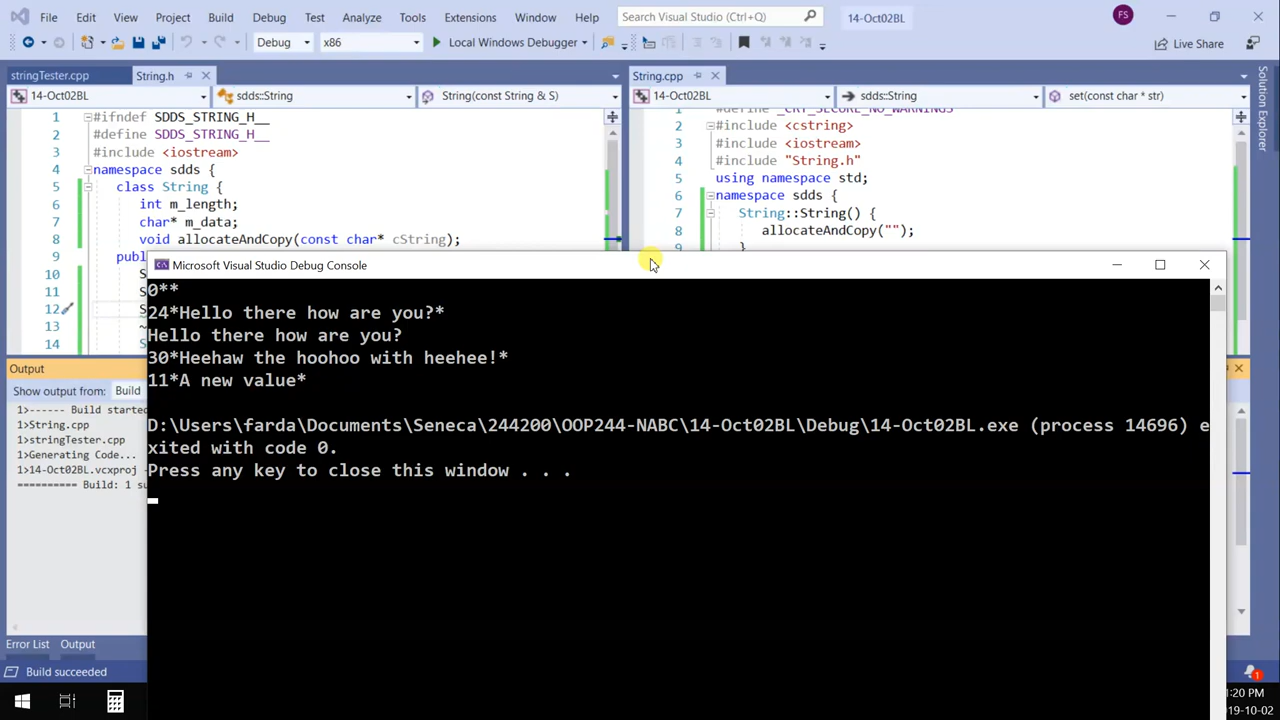 File Edit View Project Build Debug Test Analyze Tools Extensions Window Help Search Visual Studio (Ctrl+Q) 14-Oct02BL FS
Debug x86 Local Windows Debugger Live Share
stringTester.cpp String.h
14-Oct02BL sdds::String String(const String & S)
1 #ifndef SDDS_STRING_H__
2 #define SDDS_STRING_H__
3 #include <iostream>
4 namespace sdds {
5 class String {
6 int m_length;
7 char* m_data;
8 void allocateAndCopy(const char* cString);
9 pub
10 S
11 S
12 S
13 ~
14 S
String.cpp
14-Oct02BL sdds::String set(const char * str)
#define _CRT_SECURE_NO_WARNINGS
2 #include <cstring>
3 #include <iostream>
4 #include "String.h"
5 using namespace std;
6 namespace sdds {
7 String::String() {
8 allocateAndCopy("");
9 }
Solution Explorer
Microsoft Visual Studio Debug Console
0**
24*Hello there how are you?*
Hello there how are you?
30*Heehaw the hoohoo with heehee!*
11*A new value*
D:\Users\farda\Documents\Seneca\244200\OOP244-NABC\14-Oct02BL\Debug\14-Oct02BL.exe (process 14696) e
xited with code 0.
Press any key to close this window . . .
Output
Show output from: Build
1>------ Build started
1>String.cpp
1>stringTester.cpp
1>Generating Code...
1>14-Oct02BL.vcxproj -
========== Build: 1 su
Error List Output
Build succeeded
1
1:20 PM
019-10-02